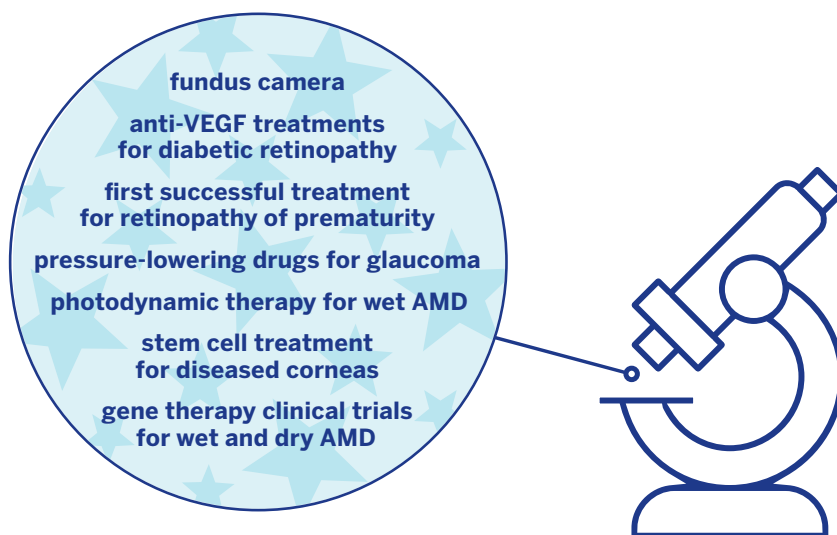 fundus camera
anti-VEGF treatments
for diabetic retinopathy
first successful treatment
for retinopathy of prematurity
pressure-lowering drugs for glaucoma
photodynamic therapy for wet AMD
stem cell treatment
for diseased corneas
gene therapy clinical trials
for wet and dry AMD